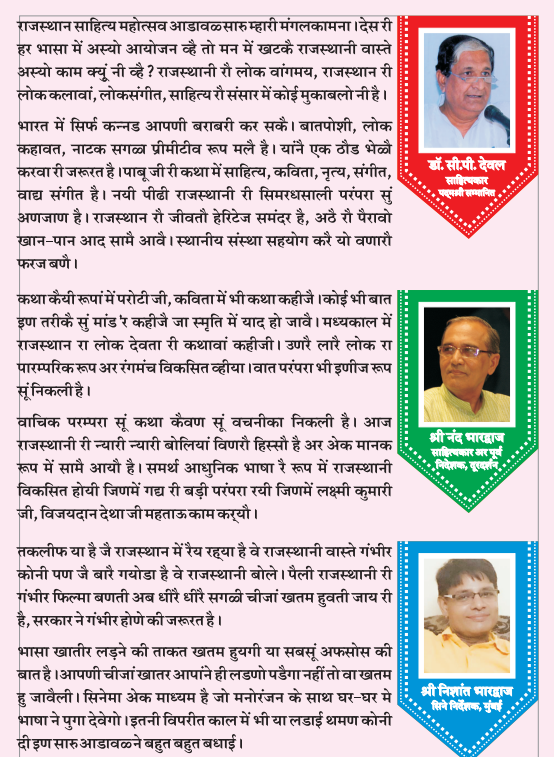 राजस्थान साहित्य महोत्सव आडावळ सारु म्हारी मंगलकामना। देस री
हर भासा में अस्यो आयोजन व्है तो मन में खटकै राजस्थानी वास्ते
अस्यो काम क्यूं नी व्है? राजस्थानी रौ लोक वांगमय, राजस्थान री
लोक कलावां, लोकसंगीत, साहित्य रौ संसार में कोई मुकाबलो नी है।
भारत में सिर्फ कन्नड आपणी बराबरी कर सकै। बातपोशी, लोक
कहावत, नाटक सगळा प्रीमीटीव रूप मलै है। यांनै एक ठौड भेळै
करवा री जरूरत है। पाबू जी री कथा में साहित्य, कविता, नृत्य, संगीत,
वाद्य संगीत है। नयी पीढी राजस्थानी री सिमरधसाली परंपरा सुं
अणजाण है। राजस्थान रौ जीवतौ हेरिटेज समंदर है, अठै रौ पैरावो
खान-पान आद सामै आवै। स्थानीय संस्था सहयोग करै यो वणारौ
फरज बणै।
डॉ. सी.पी. देवल
साहित्यकार
पद्मश्री सम्मानित
कथा कैयी रूपां में परोटी जी, कविता में भी कथा कहीजै। कोई भी बात
इण तरीकै सुं मांड'र कहीजै जा स्मृति में याद हो जावै। मध्यकाल में
राजस्थान रा लोक देवता री कथावां कहीजी। उणरै लारै लोक रा
पारम्परिक रूप अर रंगमंच विकसित व्हीया। वात परंपरा भी इणीज रूप
सूं निकली है।
वाचिक परम्परा सूं कथा कैवण सूं वचनीका निकली है। आज
राजस्थानी री न्यारी न्यारी बोलियां विणरौ हिस्सौ है अर अेक मानक
रूप में सामै आयौ है। समर्थ आधुनिक भाषा रै रूप में राजस्थानी
विकसित होयी जिणमें गद्य री बड़ी परंपरा रयी जिणमें लक्ष्मी कुमारी
जी, विजयदान देथा जी महताऊ काम कर्‌यौ।
श्री नंद भारद्वाज
साहित्यकार अर पूर्व
निदेशक, दूरदर्शन
तकलीफ या है जै राजस्थान में रैय रह्‌या है वे राजस्थानी वास्ते गंभीर
कोनी पण जै बारै गयोडा है वे राजस्थानी बोले। पैली राजस्थानी री
गंभीर फिल्मा बणती अब धीरै धीरै सगळी चीजां खतम हुवती जाय री
है, सरकार ने गंभीर होणे की जरूरत है।
भासा खातीर लड़ने की ताकत खतम हुयगी या सबसूं अफसोस की
बात है। आपणी चीजां खातर आपांने ही लडणो पडैगा नहीं तो वा खतम
हु जावैली। सिनेमा अेक माध्यम है जो मनोरंजन के साथ घर-घर मे
भाषा ने पुगा देवेगो। इतनी विपरीत काल में भी या लडाई थमण कोनी
दी इण सारु आडावळ ने बहुत बहुत बधाई।
श्री निशांत भारद्वाज
सिने निर्देशक, मुंबई